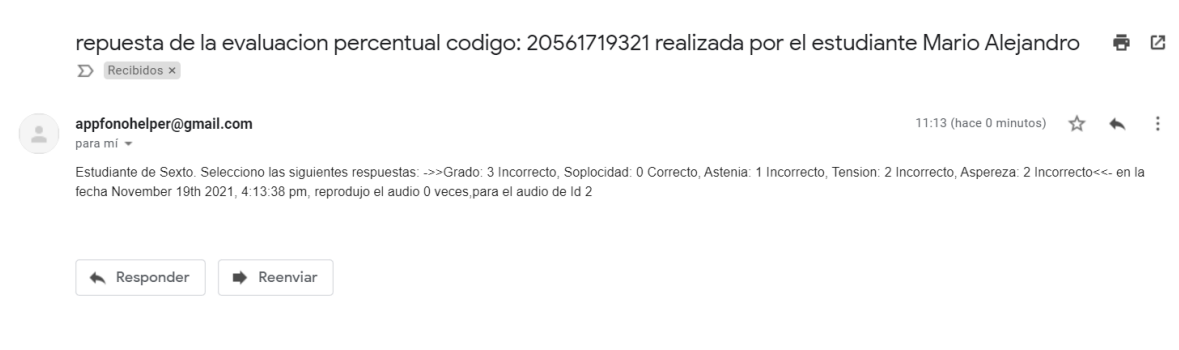 repuesta de la evaluacion percentual codigo: 20561719321 realizada por el estudiante Mario Alejandro
Recibidos ×
appfonohelper@gmail.com
11:13 (hace 0 minutos)
para mí
Estudiante de Sexto. Selecciono las siguientes respuestas: ->>Grado: 3 Incorrecto, Soplocidad: 0 Correcto, Astenia: 1 Incorrecto, Tension: 2 Incorrecto, Aspereza: 2 Incorrecto<<- en la
fecha November 19th 2021, 4:13:38 pm, reprodujo el audio 0 veces,para el audio de Id 2
Responder
Reenviar